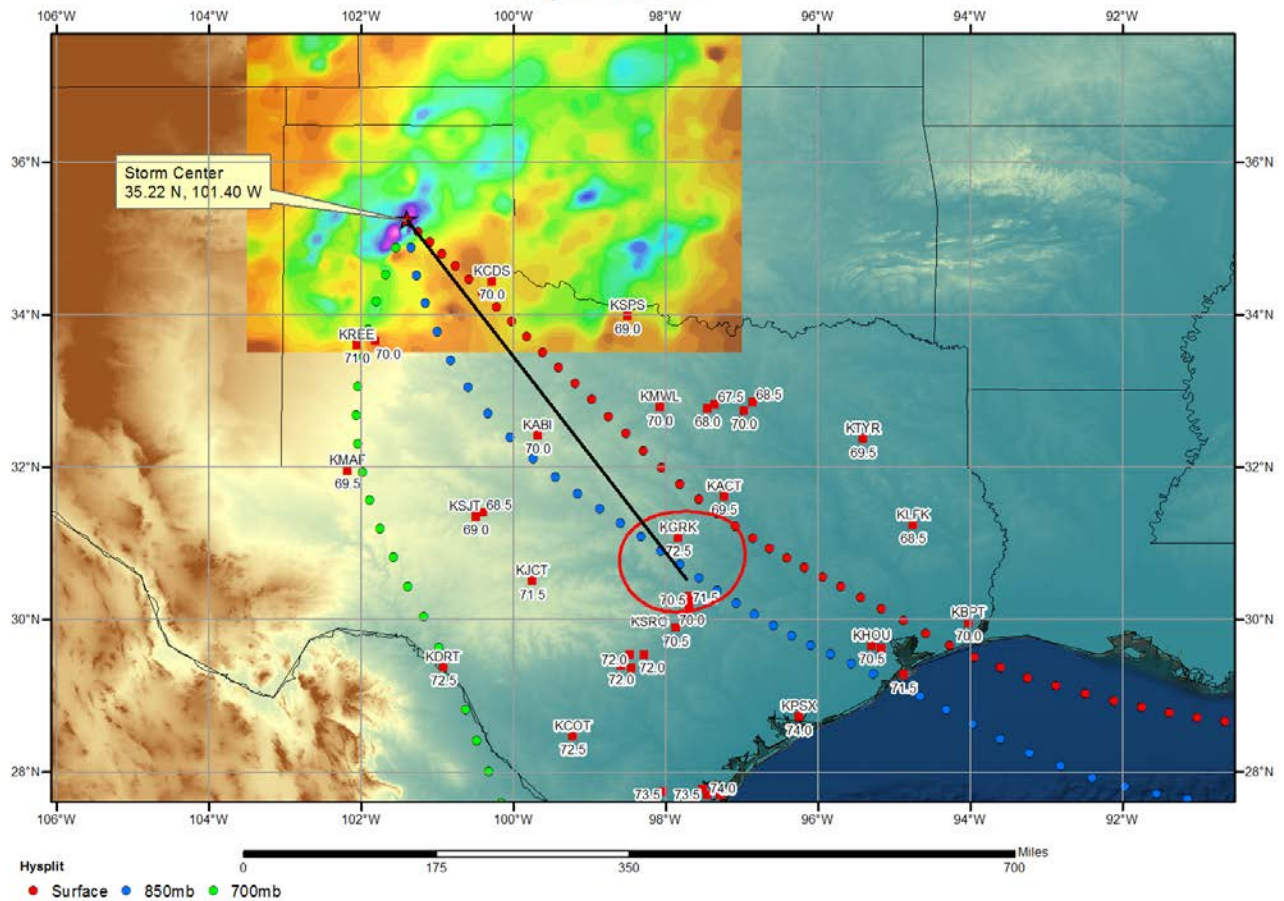 106°W 104°W 102°W 100°W 98°W 96°W 94°W 92°W
36°N 36°N
Storm Center
35.22 N, 101.40 W
KCDS
70.0
34°N 34°N
KSPS
69.0
KREE
71.0 70.0
KMWL
70.0
67.5 68.5
68.0 70.0
KABI
70.0
KTYR
69.5
32°N 32°N
KMAF
69.5
KSJT 68.5
69.0
KACT
69.5
KLFK
68.5
KGRK
72.5
KJCT
71.5
70.5 71.5
70.0
30°N 30°N
KSRC
70.5
KBPT
70.0
KHOU
70.5
72.0 72.0
72.0
KDRT
72.5
71.5
KPSX
74.0
KCOT
72.5
28°N 28°N
73.5 73.5 74.0
106°W 104°W 102°W 100°W 98°W 96°W 94°W 92°W
Miles
0 175 350 700
Hysplit
Surface 850mb 700mb